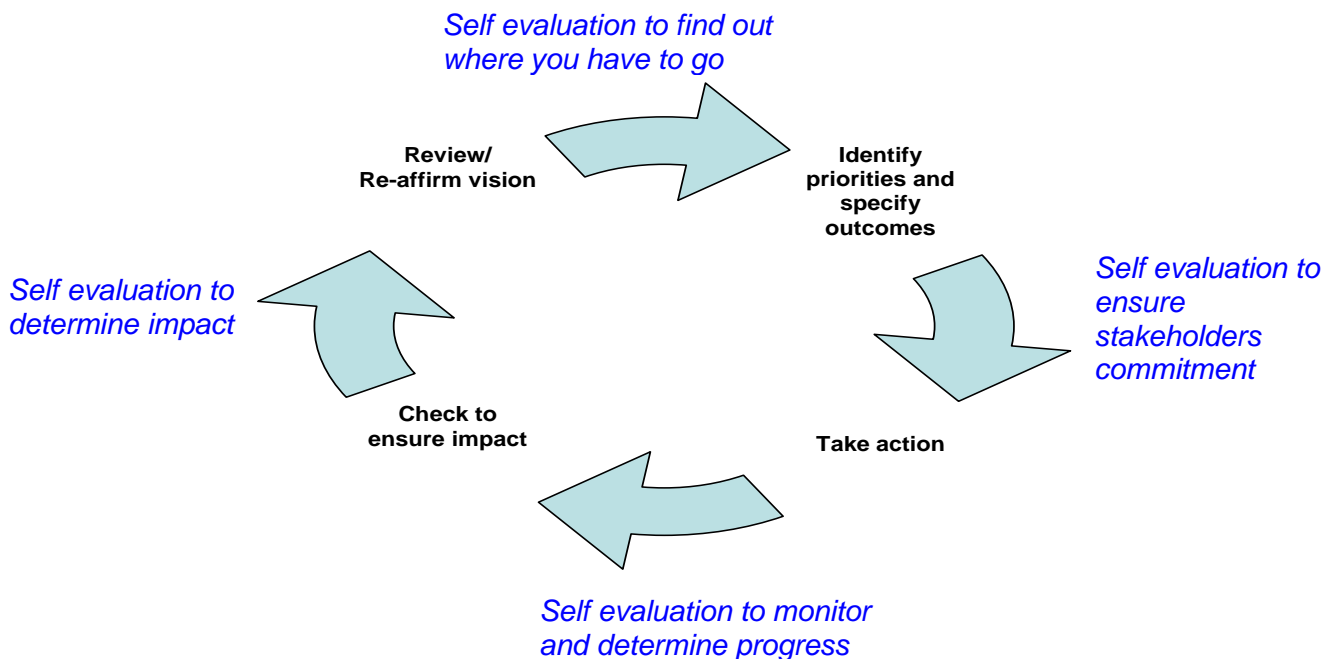 Self evaluation to find out
where you have to go
Review/
Re-affirm vision
Identify
priorities and
specify
outcomes
Self evaluation to
ensure
stakeholders
commitment
Self evaluation to
determine impact
Check to
ensure impact
Take action
Self evaluation to monitor
and determine progress